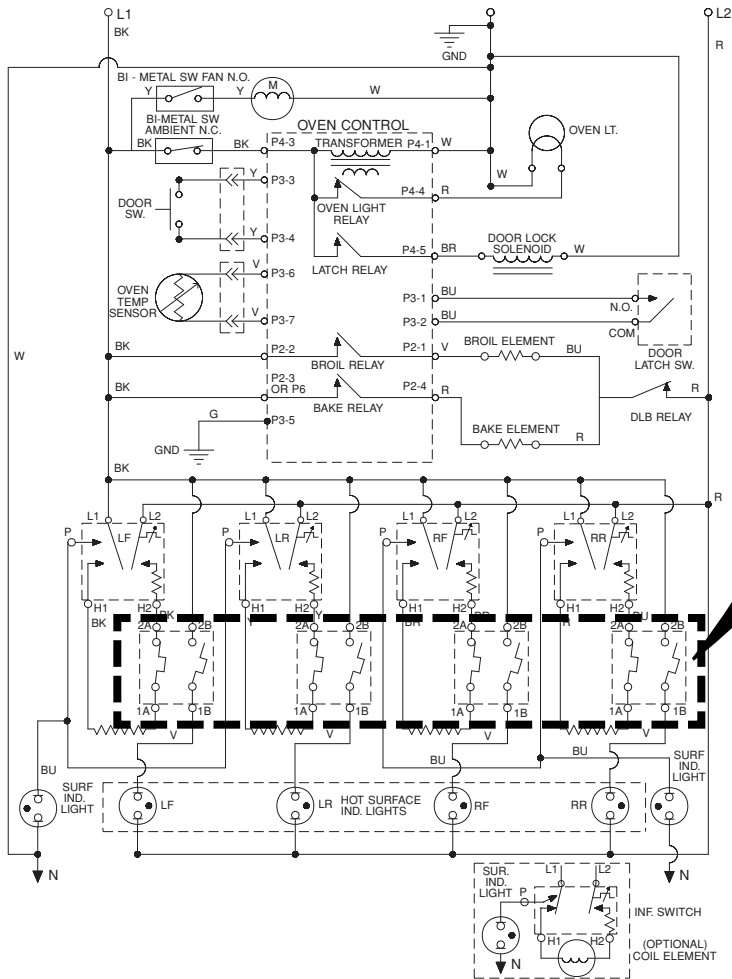 L1
L2
BK
R
GND
BI - METAL SW FAN N.O.
M
Y
Y
W
BI-METAL SW
AMBIENT N.C.
OVEN CONTROL
OVEN LT.
BK
BK
P4-3
TRANSFORMER
P4-1
W
W
P3-3
Y
P4-4
R
DOOR
SW.
OVEN LIGHT
RELAY
Y
P3-4
P4-5
BR
DOOR LOCK
SOLENOID
W
LATCH RELAY
V
P3-6
OVEN
TEMP
SENSOR
P3-1
BU
N.O.
V
P3-7
P3-2
BU
COM
W
BK
P2-2
BROIL RELAY
P2-1
V
BROIL ELEMENT
BU
DOOR
LATCH SW.
BK
P2-3
OR P6
BAKE RELAY
P2-4
R
R
DLB RELAY
G
P3-5
BAKE ELEMENT
R
GND
BK
R
L1
L2
L1
L2
L1
L2
L1
L2
P
LF
P
LR
P
RF
P
RR
H1
H2
H1
H2
H1
H2
H1
H2
BK
BK
Y
Y
BR
BR
R
BU
2A
2B
2A
2B
2A
2B
2A
2B
1A
1B
1A
1B
1A
1B
1A
1B
V
V
V
V
BU
BU
BU
SURF
IND.
LIGHT
SURF
IND.
LIGHT
LF
LR
HOT SURFACE
IND. LIGHTS
RF
RR
N
N
SUR.
IND.
LIGHT
P
L1
L2
INF. SWITCH
H1
H2
(OPTIONAL)
COIL ELEMENT
N